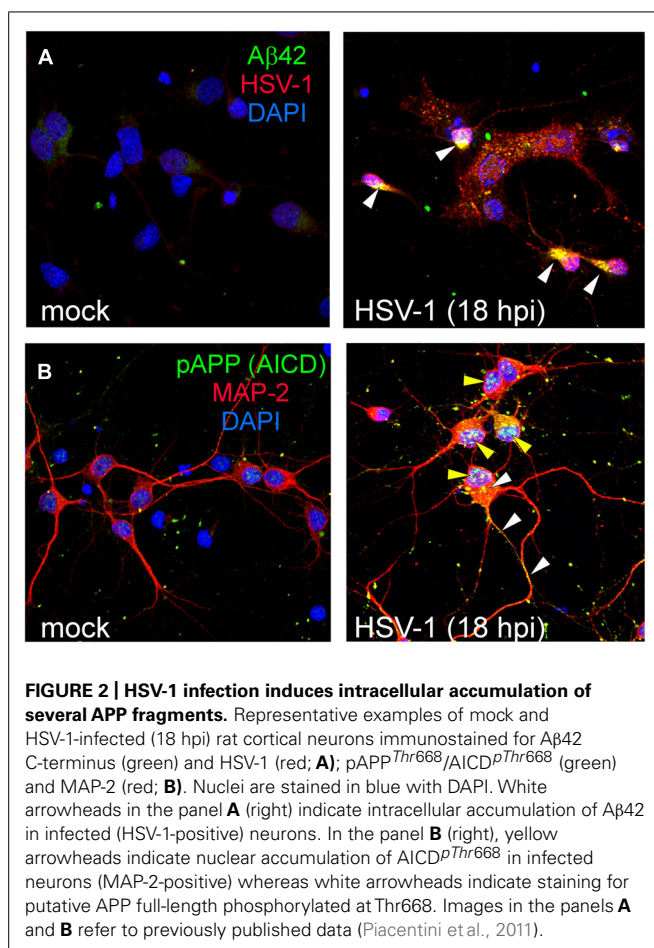 A
Aβ42
HSV-1
DAPI
mock
HSV-1 (18 hpi)
B
pAPP (AICD)
MAP-2
DAPI
mock
HSV-1 (18 hpi)
FIGURE 2 | HSV-1 infection induces intracellular accumulation of
several APP fragments. Representative examples of mock and
HSV-1-infected (18 hpi) rat cortical neurons immunostained for Aβ42
C-terminus (green) and HSV-1 (red; A); pAPPThr668/AICDpThr668 (green)
and MAP-2 (red; B). Nuclei are stained in blue with DAPI. White
arrowheads in the panel A (right) indicate intracellular accumulation of Aβ42
in infected (HSV-1-positive) neurons. In the panel B (right), yellow
arrowheads indicate nuclear accumulation of AICDpThr668 in infected
neurons (MAP-2-positive) whereas white arrowheads indicate staining for
putative APP full-length phosphorylated at Thr668. Images in the panels A
and B refer to previously published data (Piacentini et al., 2011).